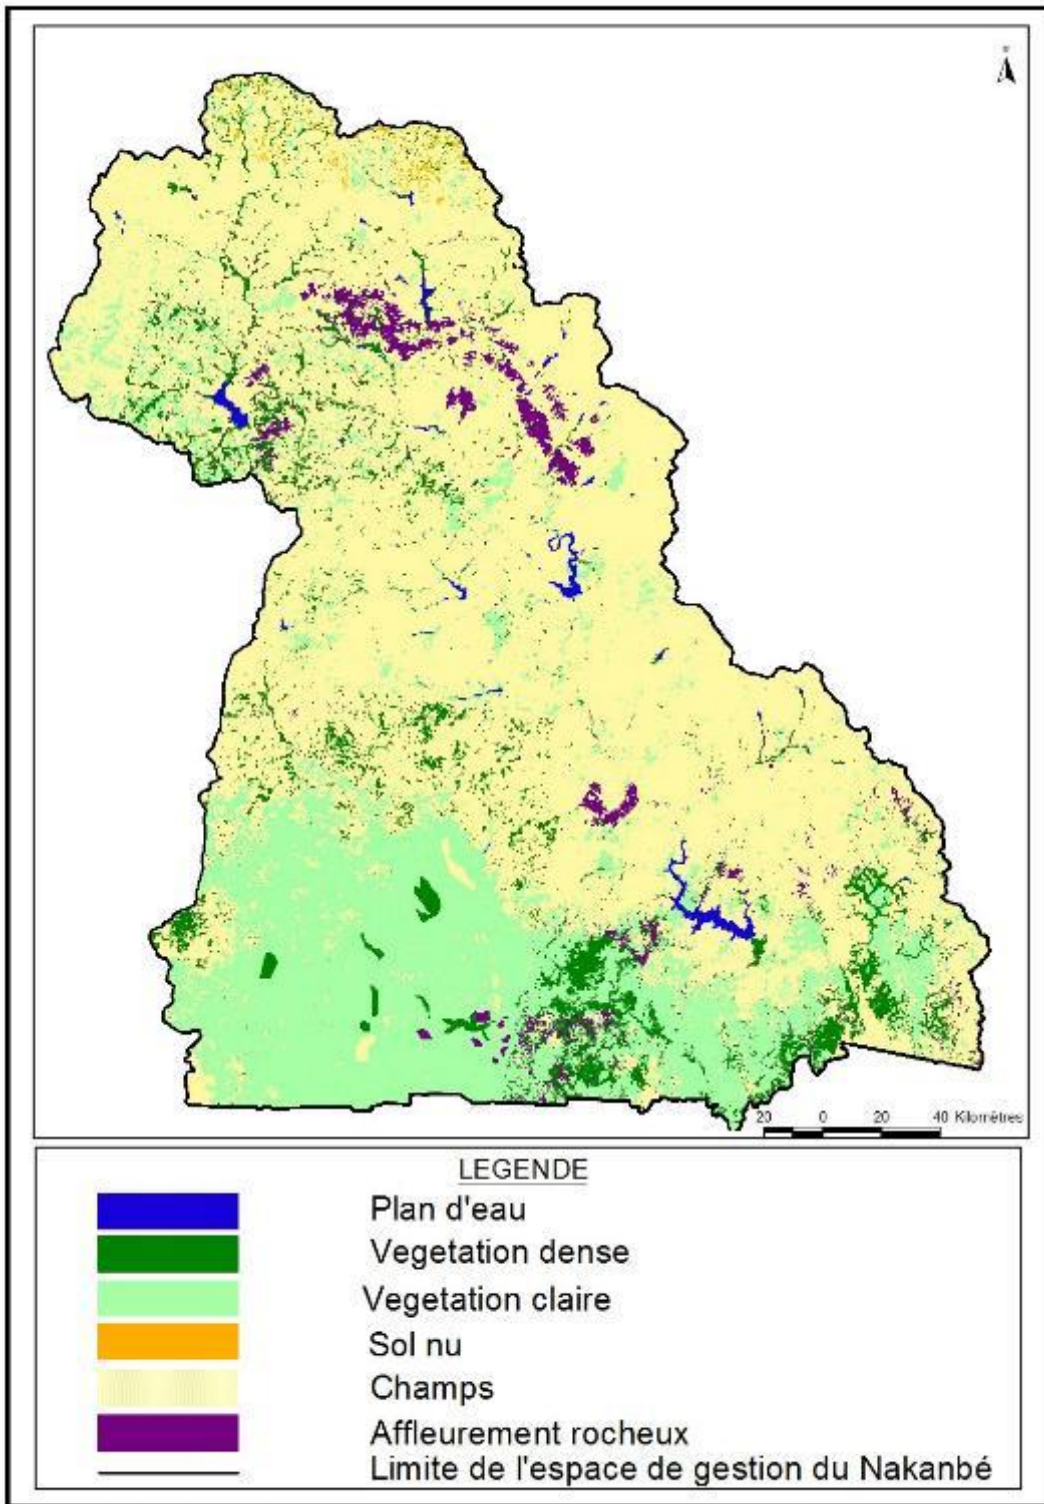 20 0 20 40 Kilomètres
LEGENDE
Plan d'eau
Vegetation dense
Vegetation claire
Sol nu
Champs
Affleurement rocheux
Limite de l'espace de gestion du Nakanbé